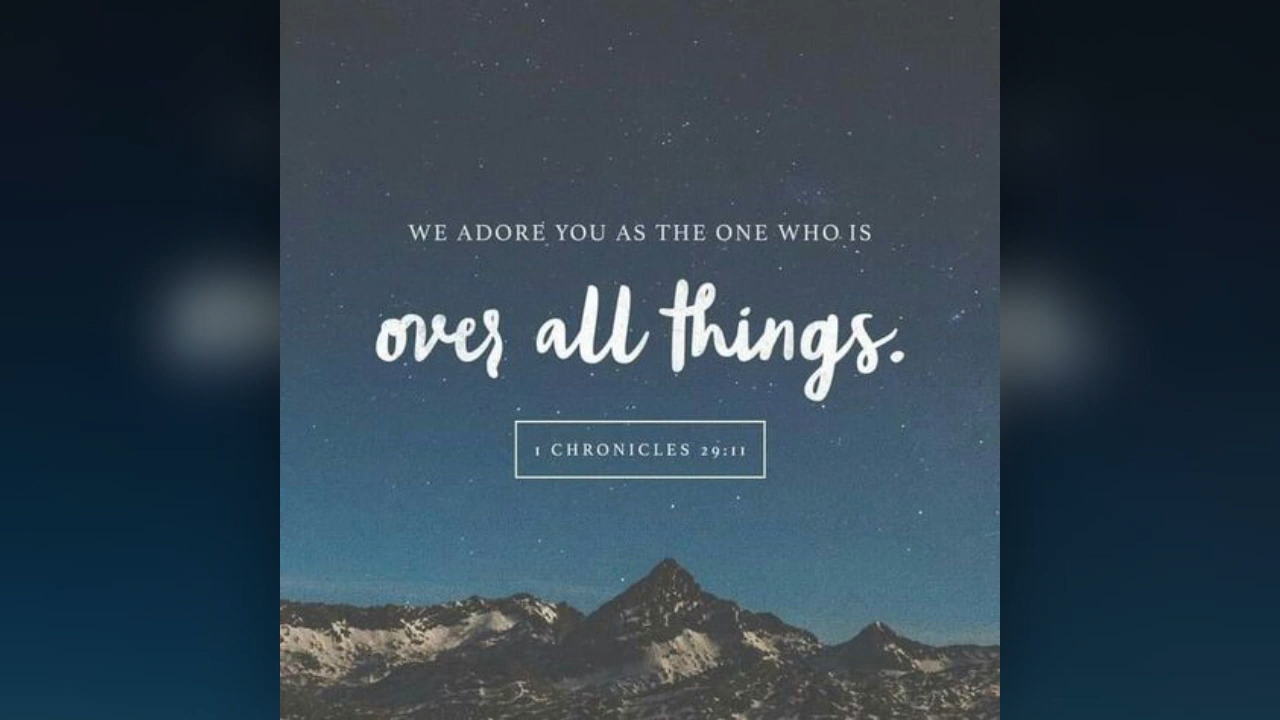 WE ADORE YOU AS THE ONE WHO IS
over all things.
1 CHRONICLES 29:11